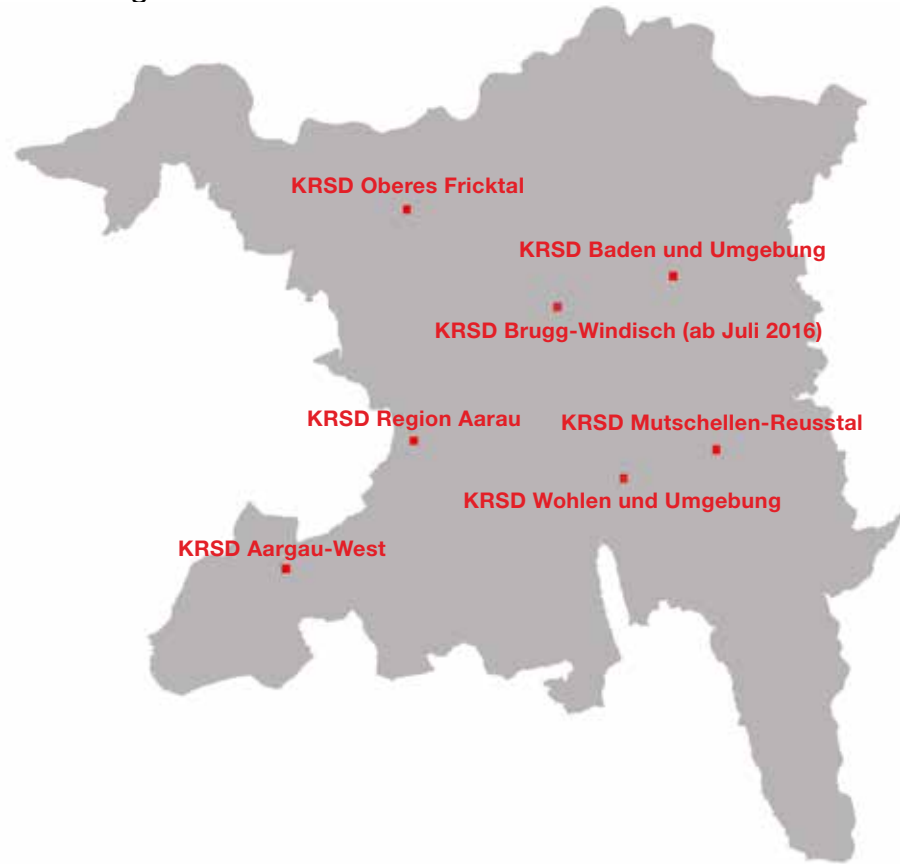 KRSD Oberes Fricktal
KRSD Baden und Umgebung
KRSD Brugg-Windisch (ab Juli 2016)
KRSD Region Aarau
KRSD Mutschellen-Reusstal
KRSD Wohlen und Umgebung
KRSD Aargau-West